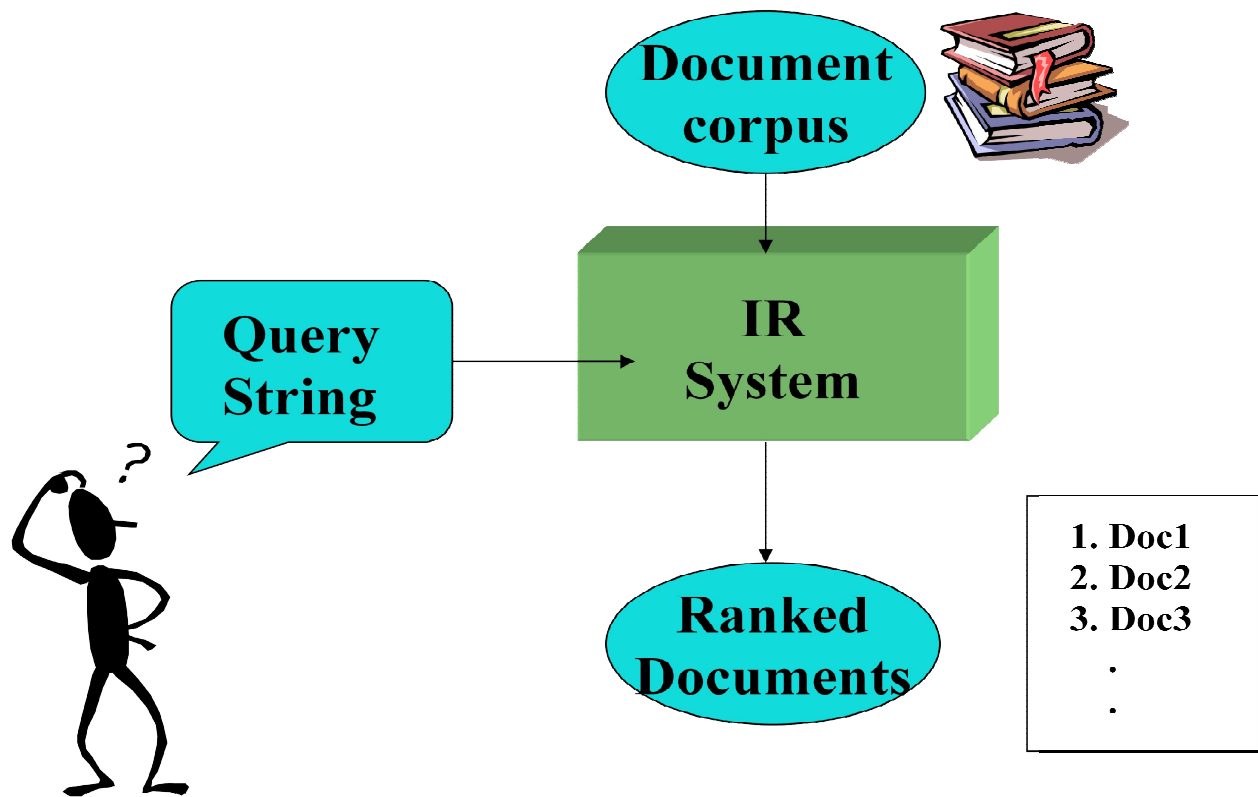 Document
corpus
IR
System
Query
String
?
Ranked
Documents
1. Doc1
2. Doc2
3. Doc3
.
.